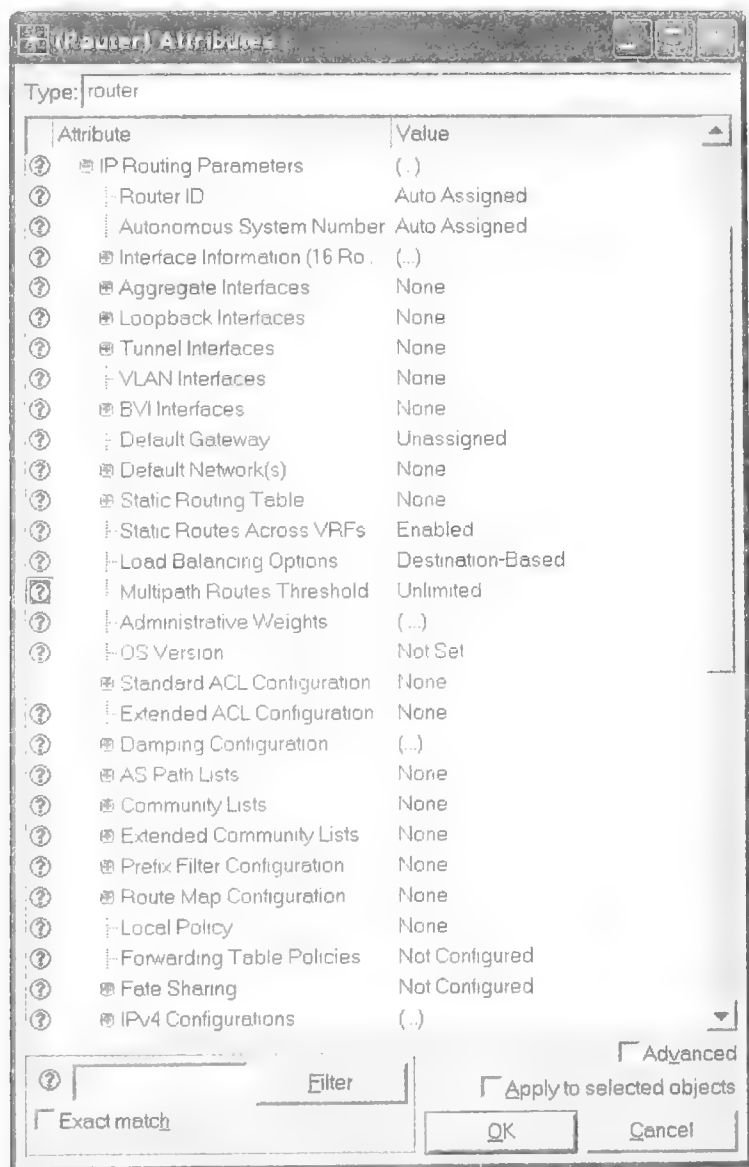 (Router) Attributes
Type: router
Attribute Value
IP Routing Parameters (.)
Router ID Auto Assigned
Autonomous System Number Auto Assigned
Interface Information (16 Ro . (...)
Aggregate Interfaces None
Loopback Interfaces None
Tunnel Interfaces None
VLAN Interfaces None
BVI Interfaces None
Default Gateway Unassigned
Default Network(s) None
Static Routing Table None
Static Routes Across VRFs Enabled
Load Balancing Options Destination-Based
Multipath Routes Threshold Unlimited
Administrative Weights (...)
OS Version Not Set
Standard ACL Configuration None
Extended ACL Configuration None
Damping Configuration (...)
AS Path Lists None
Community Lists None
Extended Community Lists None
Prefix Filter Configuration None
Route Map Configuration None
Local Policy None
Forwarding Table Policies Not Configured
Fate Sharing Not Configured
IPv4 Configurations (..)
Advanced
Filter
Apply to selected objects
Exact match
OK Cancel